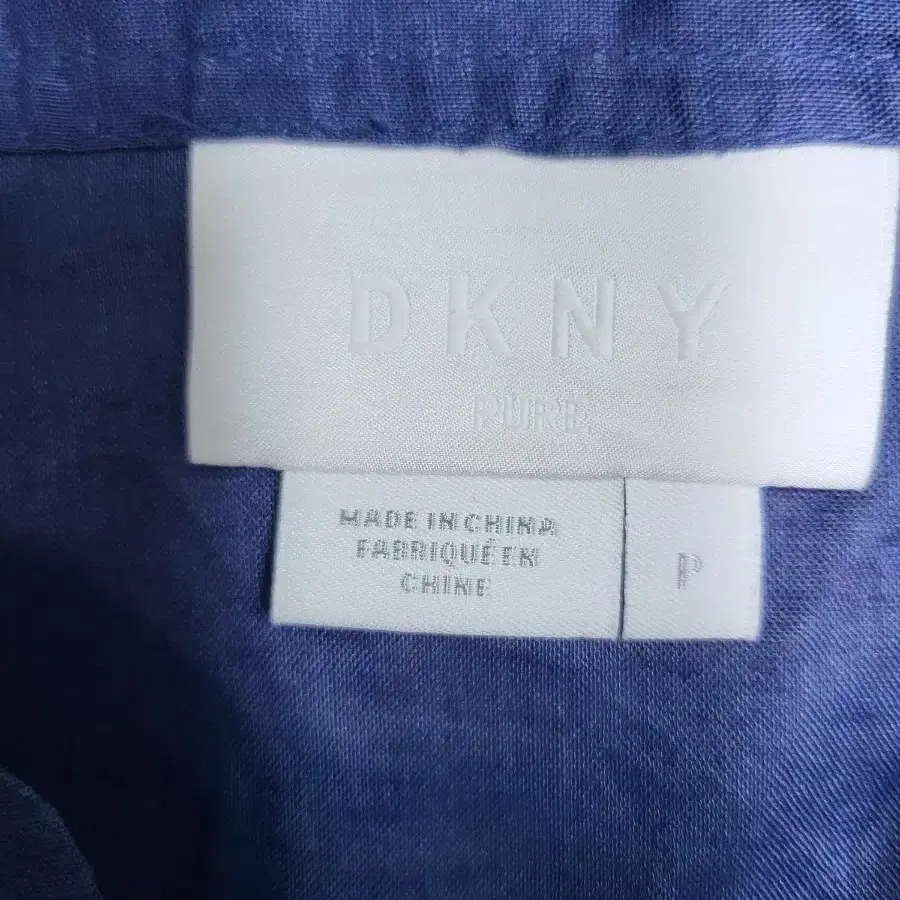 DKNY
PURE
MADE IN CHINA
FABRIQUÉ EN
CHINE
P